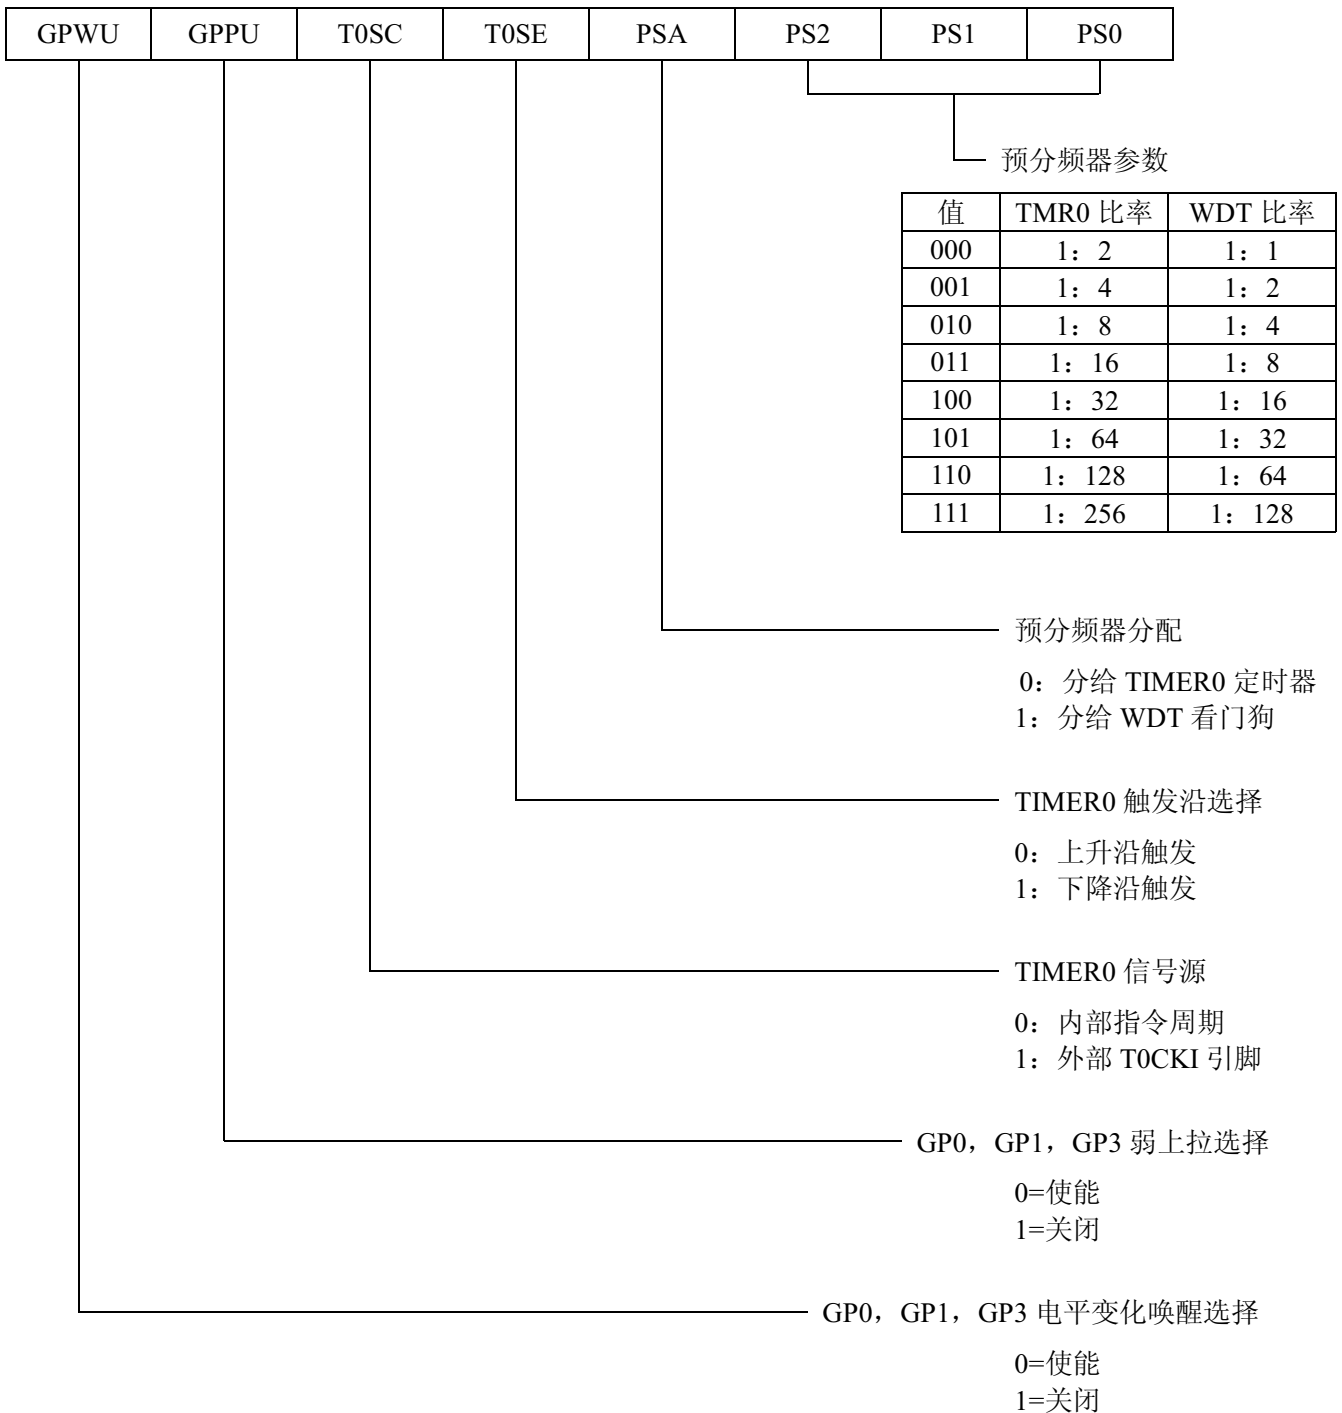 GPWU GPPU T0SC T0SE PSA PS2 PS1 PS0
预分频器参数
值 TMR0 比率 WDT 比率
000 1：2 1：1
001 1：4 1：2
010 1：8 1：4
011 1：16 1：8
100 1：32 1：16
101 1：64 1：32
110 1：128 1：64
111 1：256 1：128
预分频器分配
0：分给 TIMER0 定时器
1：分给 WDT 看门狗
TIMER0 触发沿选择
0：上升沿触发
1：下降沿触发
TIMER0 信号源
0：内部指令周期
1：外部 T0CKI 引脚
GP0，GP1，GP3 弱上拉选择
0=使能
1=关闭
GP0，GP1，GP3 电平变化唤醒选择
0=使能
1=关闭